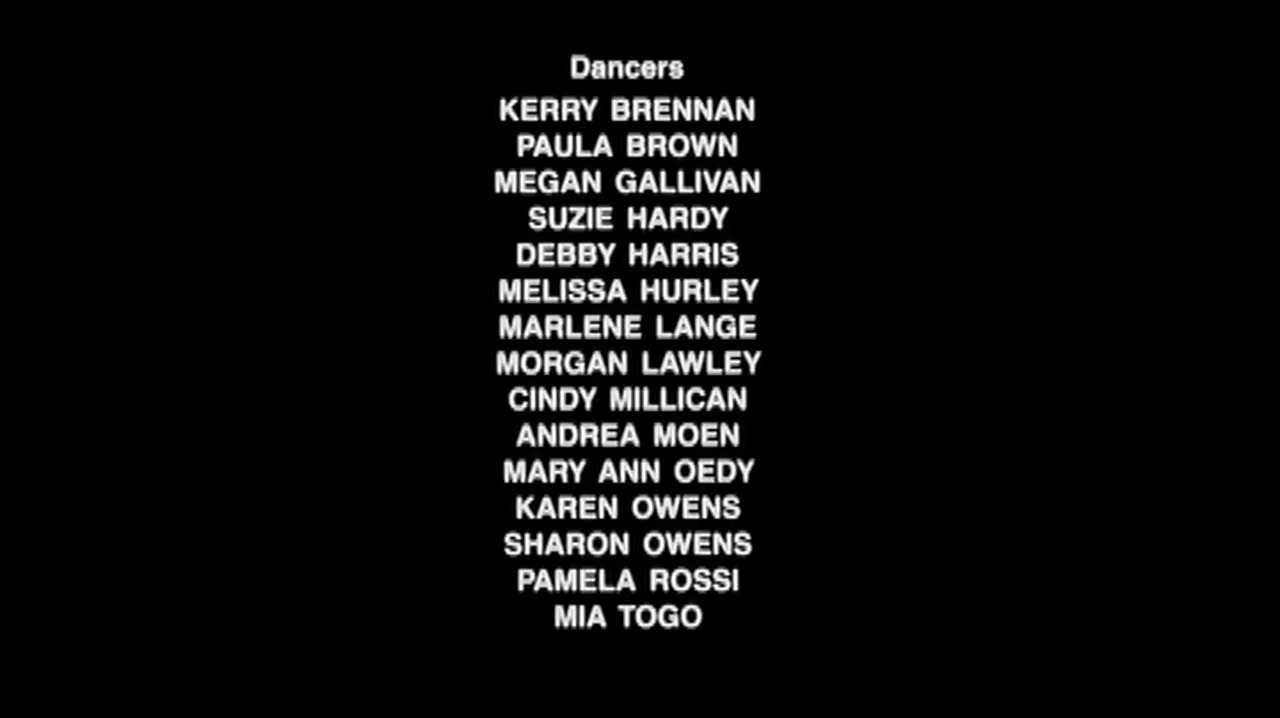 Dancers
KERRY BRENNAN
PAULA BROWN
MEGAN GALLIVAN
SUZIE HARDY
DEBBY HARRIS
MELISSA HURLEY
MARLENE LANGE
MORGAN LAWLEY
CINDY MILLICAN
ANDREA MOEN
MARY ANN OEDY
KAREN OWENS
SHARON OWENS
PAMELA ROSSI
MIA TOGO